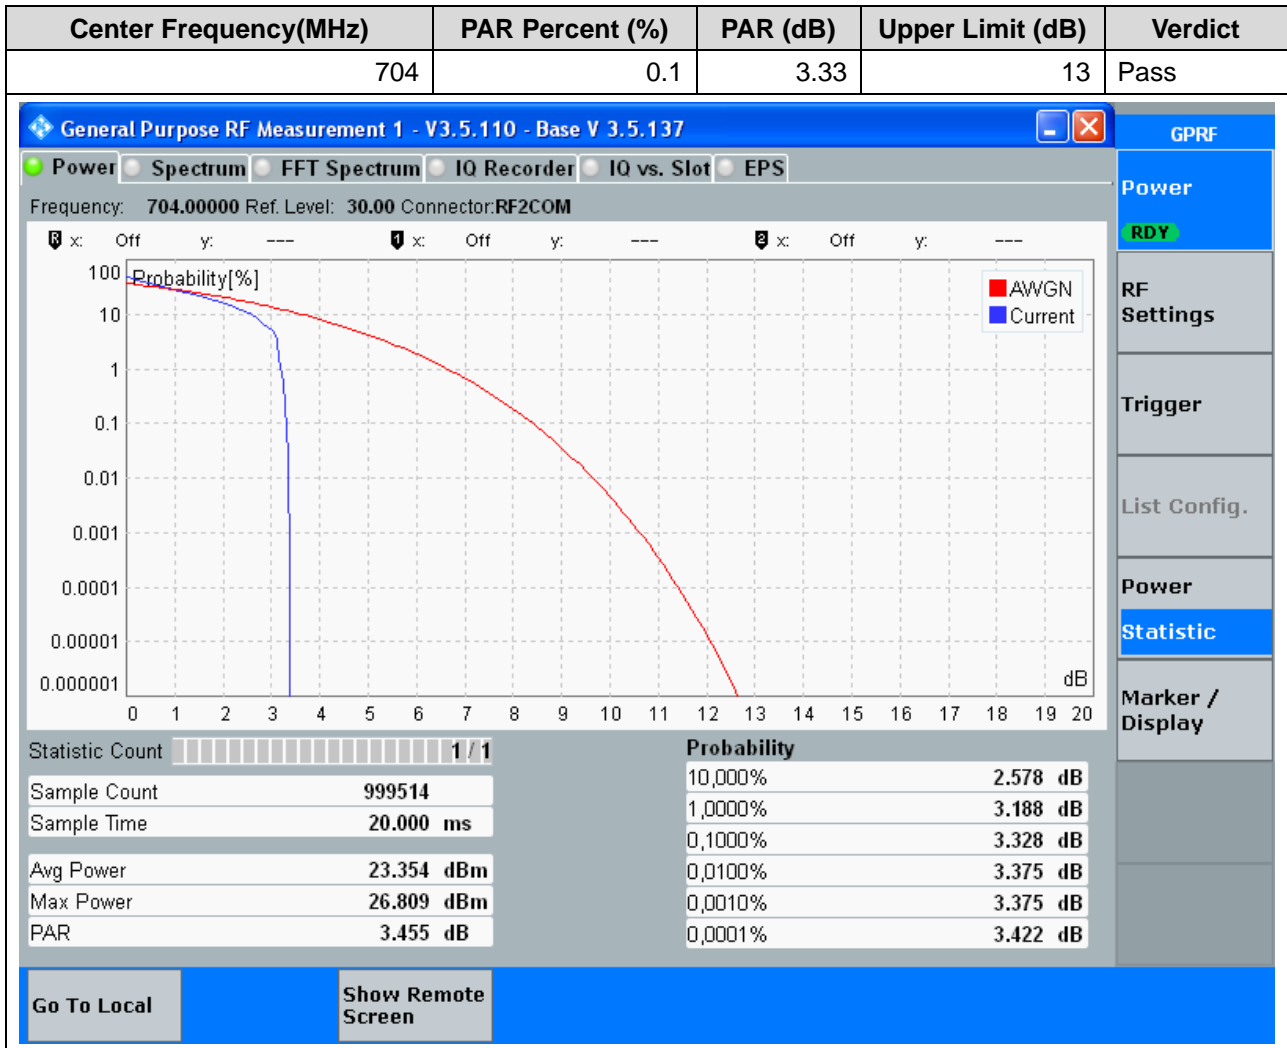 Center Frequency(MHz) PAR Percent (%) PAR (dB) Upper Limit (dB) Verdict
704 0.1 3.33 13 Pass
General Purpose RF Measurement 1 - V3.5.110 - Base V 3.5.137
GPRF
Power Spectrum FFT Spectrum IQ Recorder IQ vs. Slot EPS
Power
RDY
Frequency: 704.00000 Ref. Level: 30.00 Connector:RF2COM
R x: Off y: --- 1 x: Off y: --- 2 x: Off y: ---
100 Probability[%]
AWGN
Current
RF
Settings
10
1
Trigger
0.1
0.01
List Config.
0.001
0.0001
Power
0.00001
Statistic
0.000001
dB
0 1 2 3 4 5 6 7 8 9 10 11 12 13 14 15 16 17 18 19 20
Marker /
Display
Statistic Count 1 / 1
Probability
Sample Count 999514
Sample Time 20.000 ms
Avg Power 23.354 dBm
Max Power 26.809 dBm
PAR 3.455 dB
10,000% 2.578 dB
1,0000% 3.188 dB
0,1000% 3.328 dB
0,0100% 3.375 dB
0,0010% 3.375 dB
0,0001% 3.422 dB
Go To Local
Show Remote
Screen